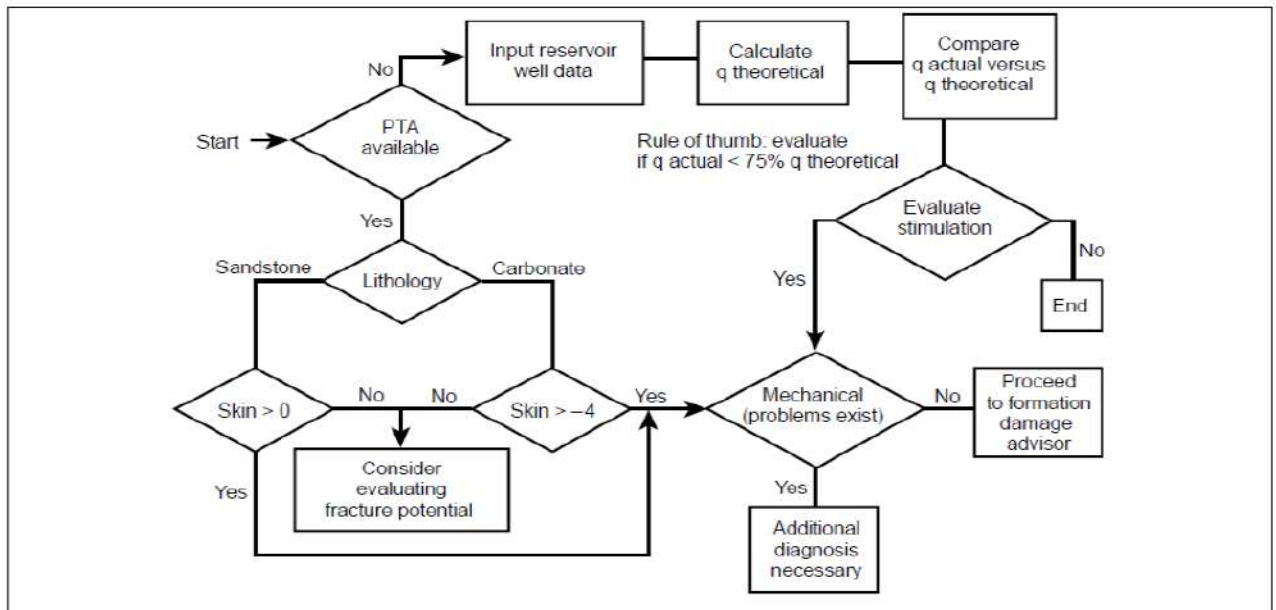 Input reservoir
well data
Calculate
q theoretical
Compare
q actual versus
q theoretical
No
Start
PTA
available
Rule of thumb: evaluate
if q actual < 75% q theoretical
Yes
Evaluate
stimulation
No
Yes
End
Sandstone
Lithology
Carbonate
Skin > 0
No
No
Skin > –4
Yes
Mechanical
(problems exist)
No
Proceed
to formation
damage
advisor
Yes
Consider
evaluating
fracture potential
Yes
Additional
diagnosis
necessary